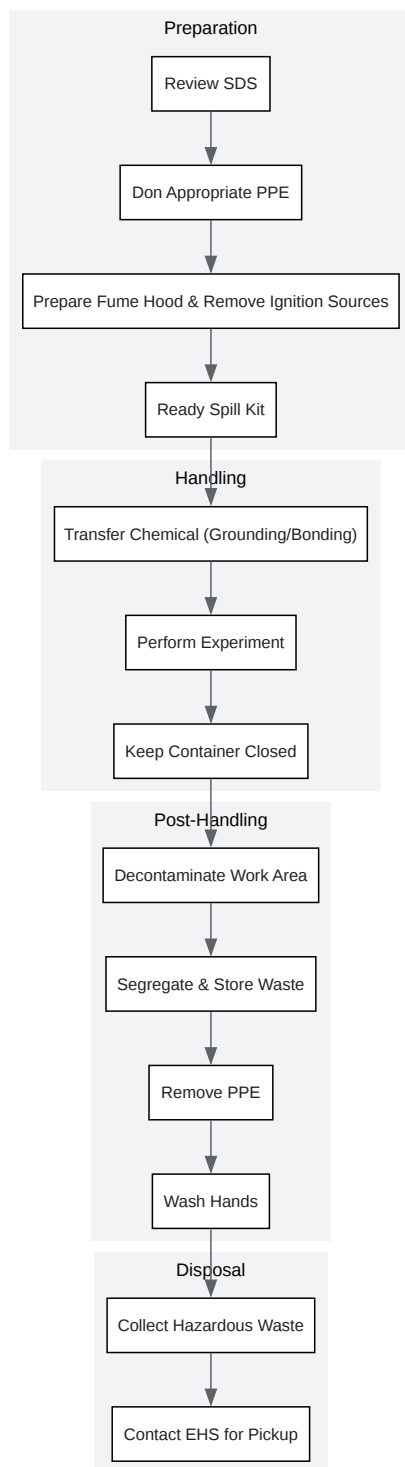 Preparation
Review SDS
Don Appropriate PPE
Prepare Fume Hood & Remove Ignition Sources
Ready Spill Kit
Handling
Transfer Chemical (Grounding/Bonding)
Perform Experiment
Keep Container Closed
Post-Handling
Decontaminate Work Area
Segregate & Store Waste
Remove PPE
Wash Hands
Disposal
Collect Hazardous Waste
Contact EHS for Pickup